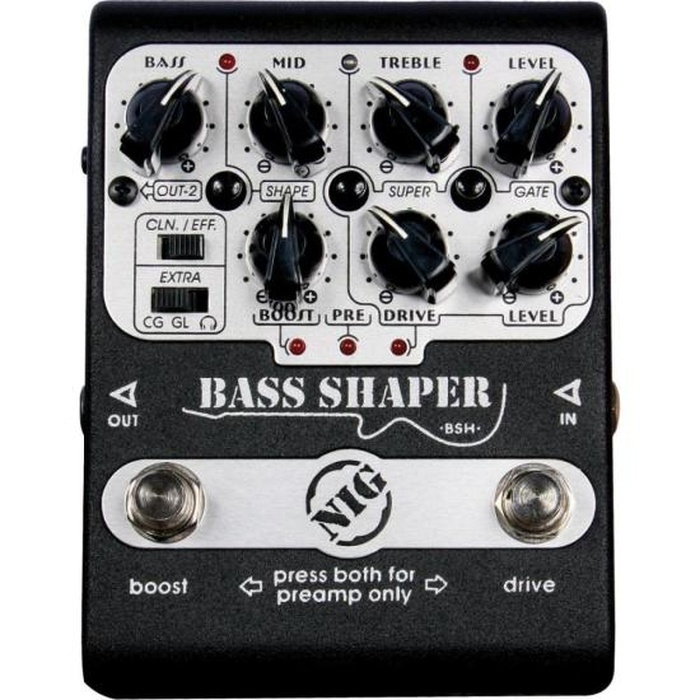 BASS MID TREBLE LEVEL
OUT-2 SHAPE SUPER GATE
CLN. / EFF.
EXTRA
CG GL
BOOST PRE DRIVE LEVEL
BASS SHAPER
·BSH·
OUT
IN
NIG
boost
press both for
preamp only
drive